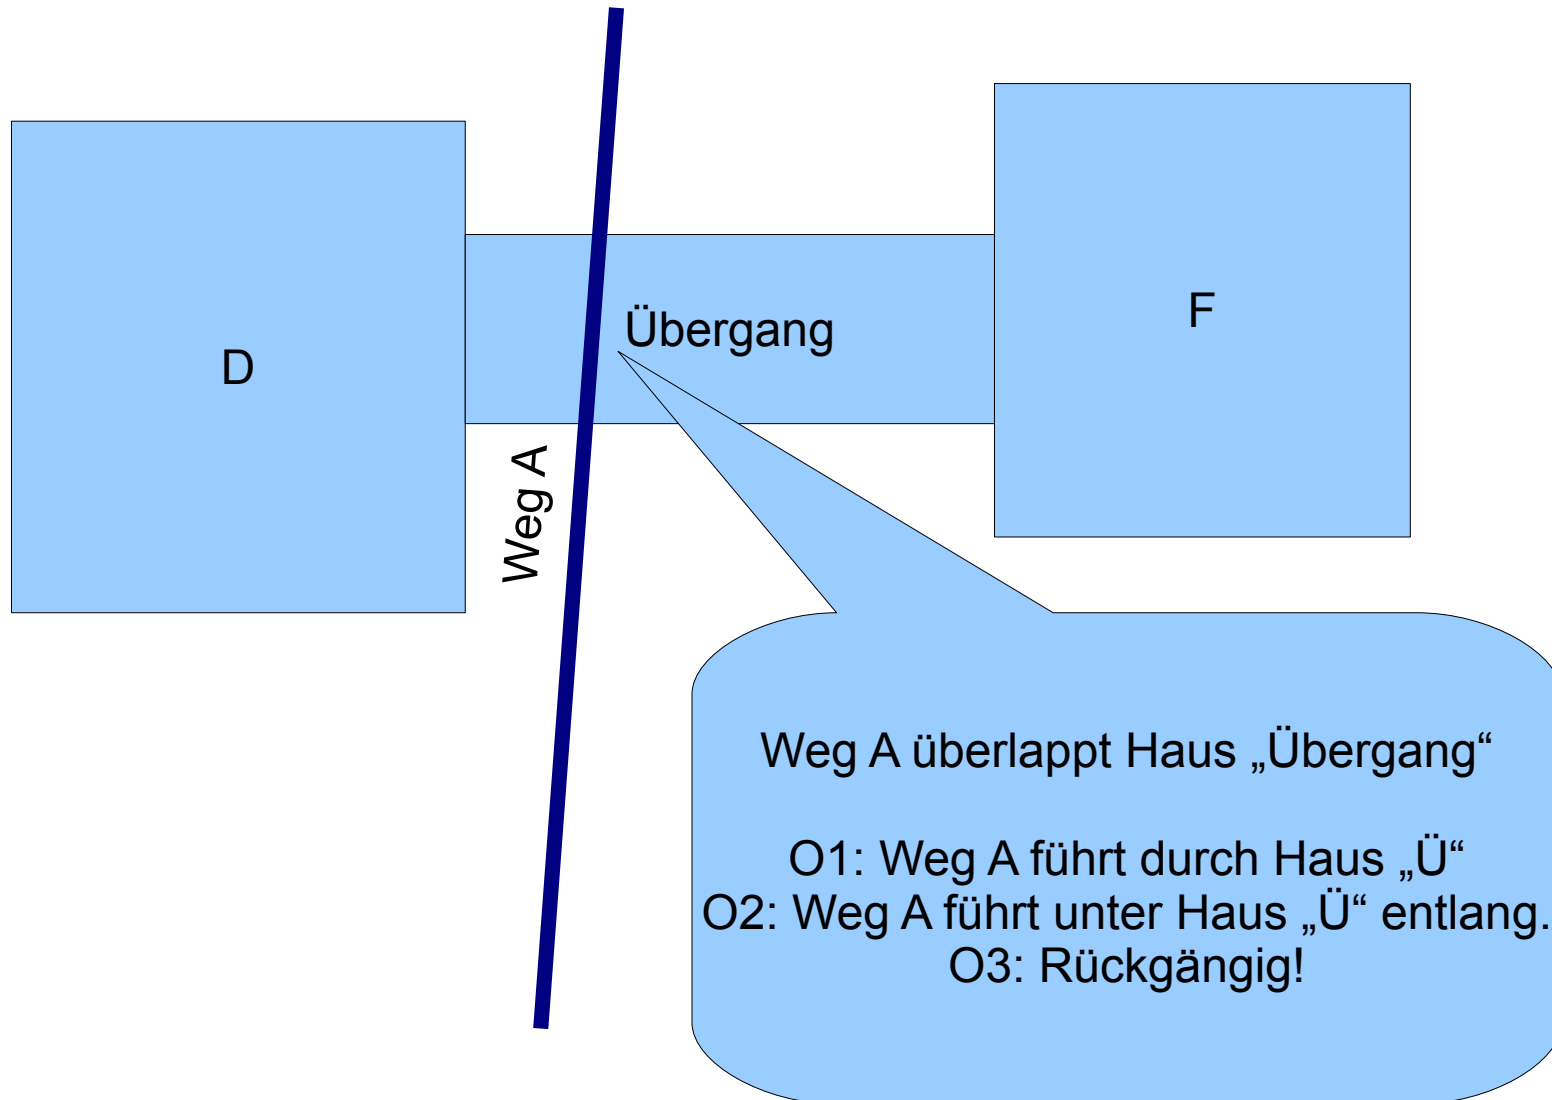 F
Übergang
D
Weg A
Weg A überlappt Haus „Übergang“
O1: Weg A führt durch Haus „Ü“
O2: Weg A führt unter Haus „Ü“ entlang.
O3: Rückgängig!